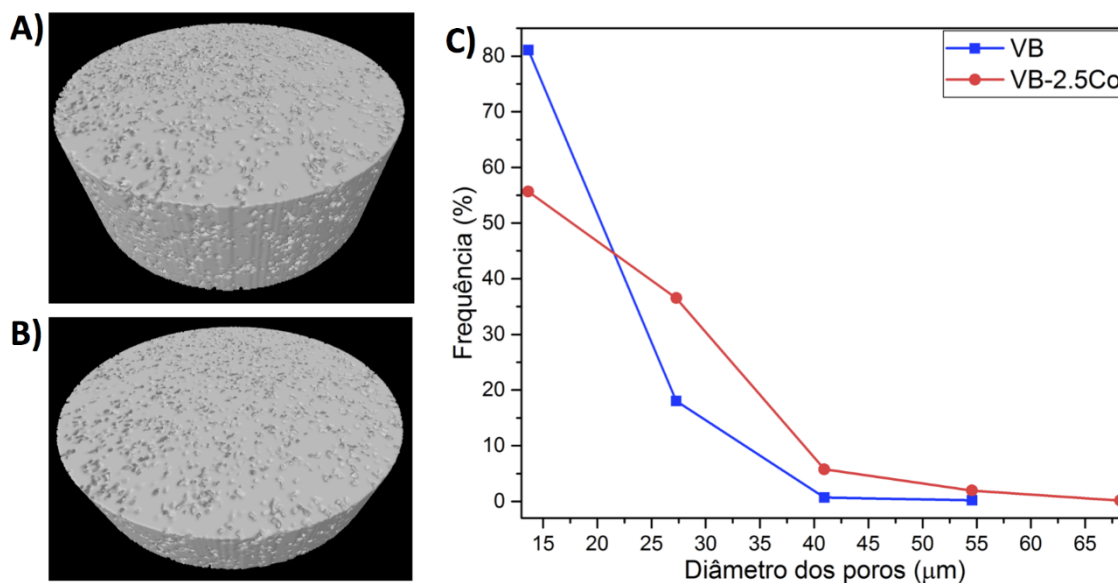 A)
B)
C)
VB
VB-2.5Co
Frequência (%)
80
70
60
50
40
30
20
10
0
15 20 25 30 35 40 45 50 55 60 65
Diâmetro dos poros (μm)